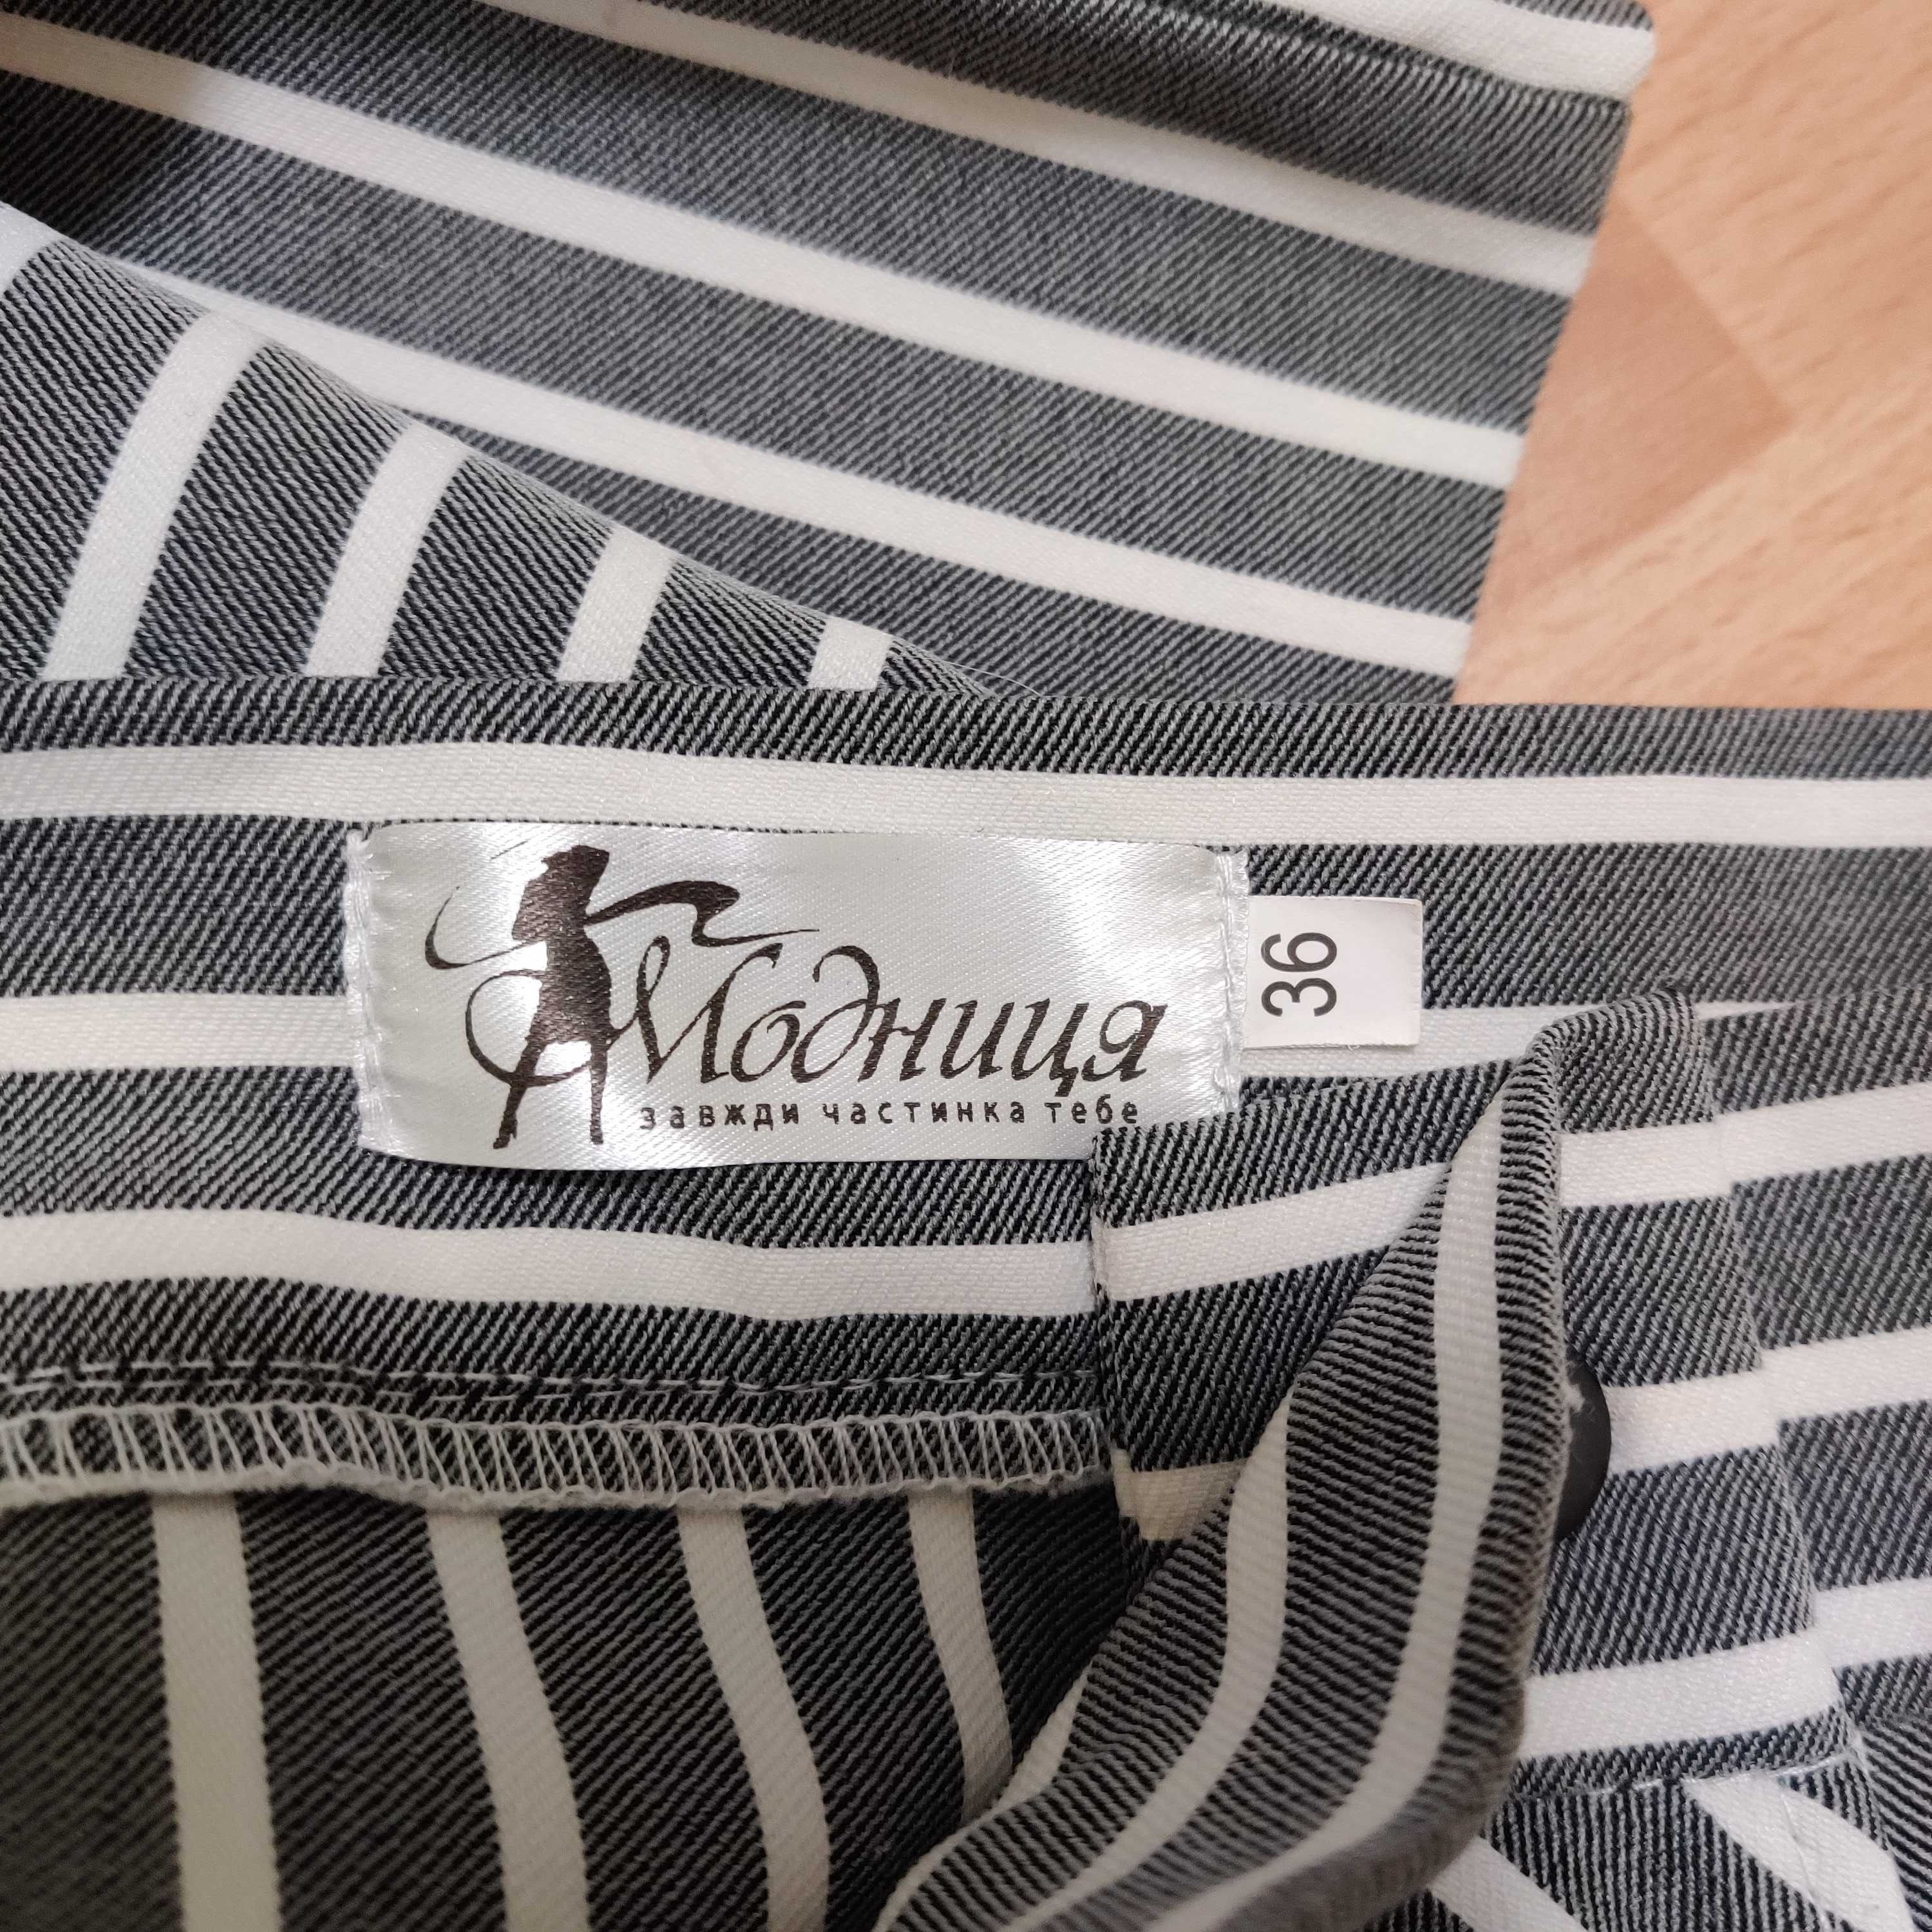 Модниця
завжди частинка тебе
36